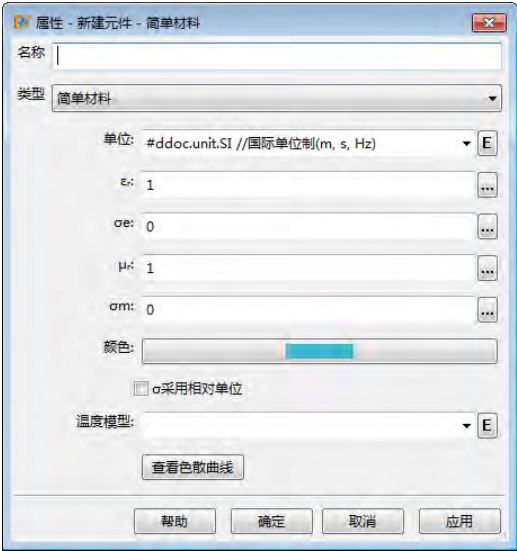 属性 - 新建元件 - 简单材料
名称
类型 简单材料
单位: #ddoc.unit.SI //国际单位制(m, s, Hz) E
εr: 1 ...
σe: 0 ...
μr: 1 ...
σm: 0 ...
颜色:
σ采用相对单位
温度模型: E
查看色散曲线
帮助 确定 取消 应用